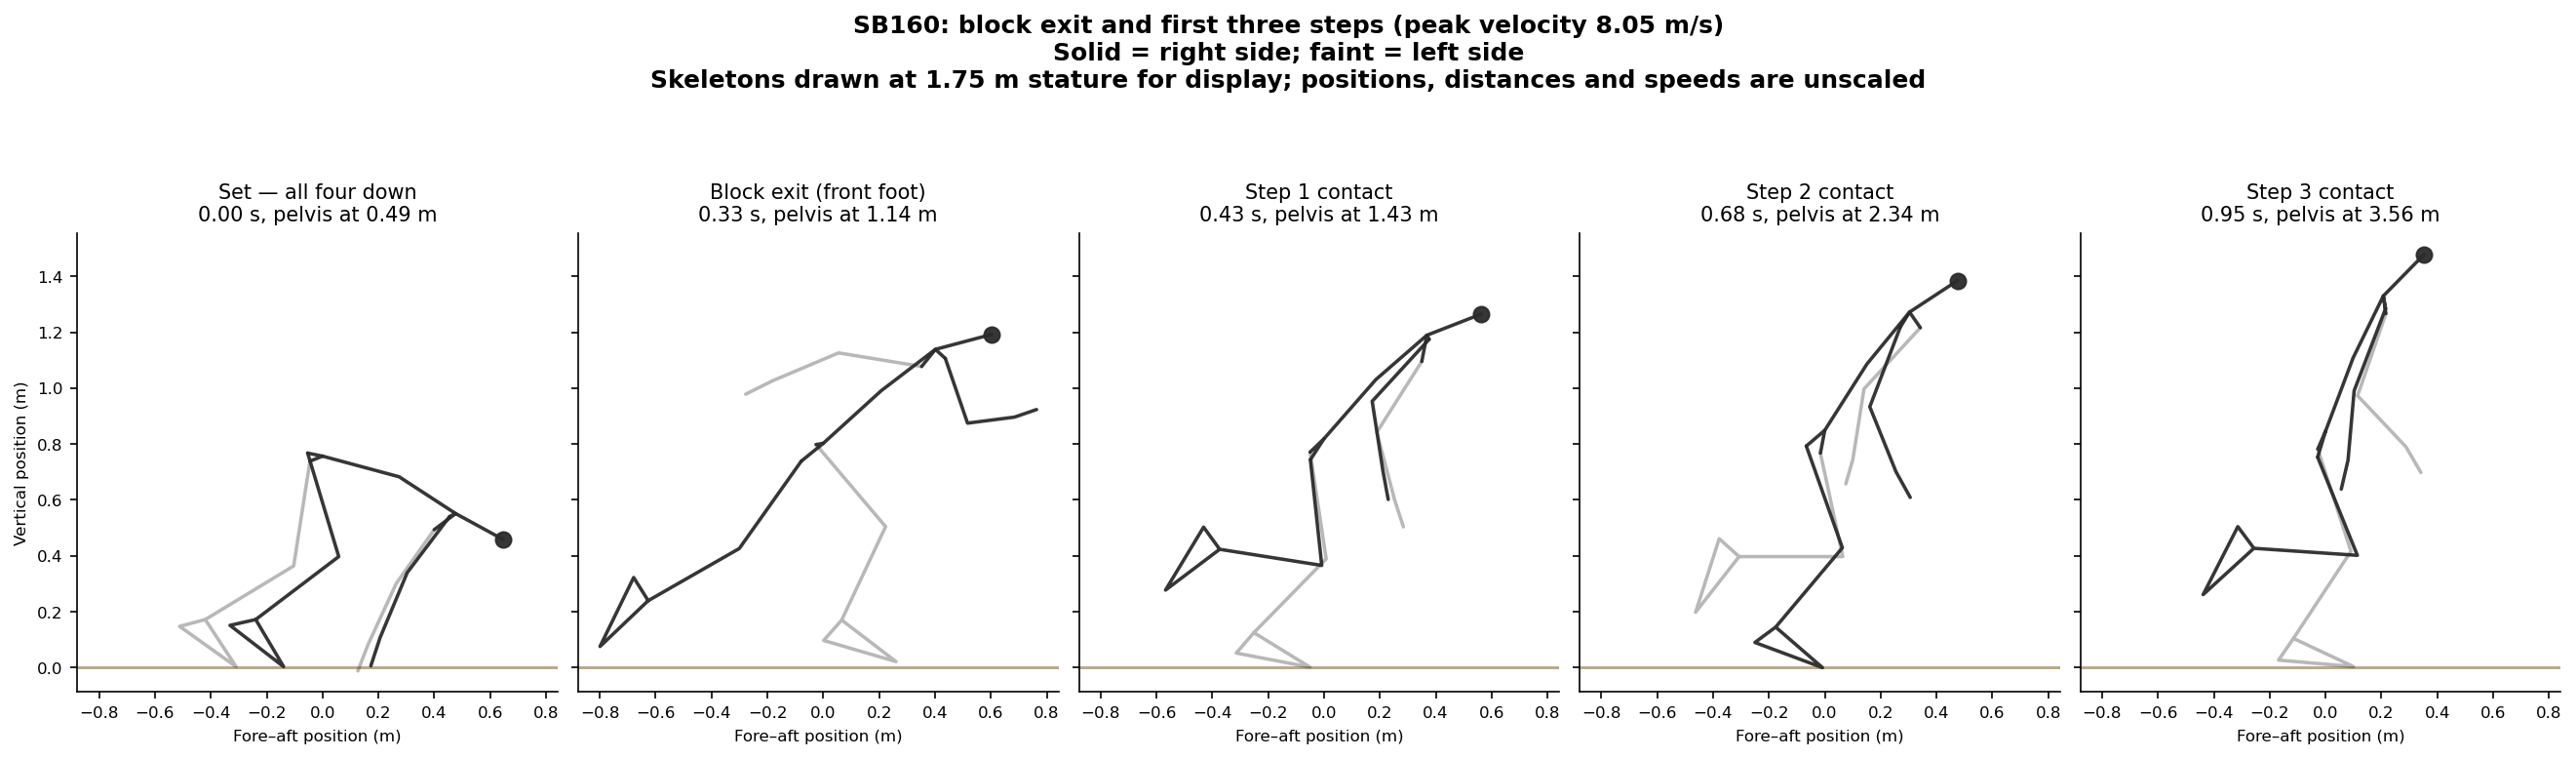 SB160: block exit and first three steps (peak velocity 8.05 m/s)
Solid = right side; faint = left side
Skeletons drawn at 1.75 m stature for display; positions, distances and speeds are unscaled
Set — all four down
0.00 s, pelvis at 0.49 m
Block exit (front foot)
0.33 s, pelvis at 1.14 m
Step 1 contact
0.43 s, pelvis at 1.43 m
Step 2 contact
0.68 s, pelvis at 2.34 m
Step 3 contact
0.95 s, pelvis at 3.56 m
Vertical position (m)
1.4
1.2
1.0
0.8
0.6
0.4
0.2
0.0
−0.8 −0.6 −0.4 −0.2 0.0 0.2 0.4 0.6 0.8
Fore–aft position (m)
−0.8 −0.6 −0.4 −0.2 0.0 0.2 0.4 0.6 0.8
Fore–aft position (m)
−0.8 −0.6 −0.4 −0.2 0.0 0.2 0.4 0.6 0.8
Fore–aft position (m)
−0.8 −0.6 −0.4 −0.2 0.0 0.2 0.4 0.6 0.8
Fore–aft position (m)
−0.8 −0.6 −0.4 −0.2 0.0 0.2 0.4 0.6 0.8
Fore–aft position (m)